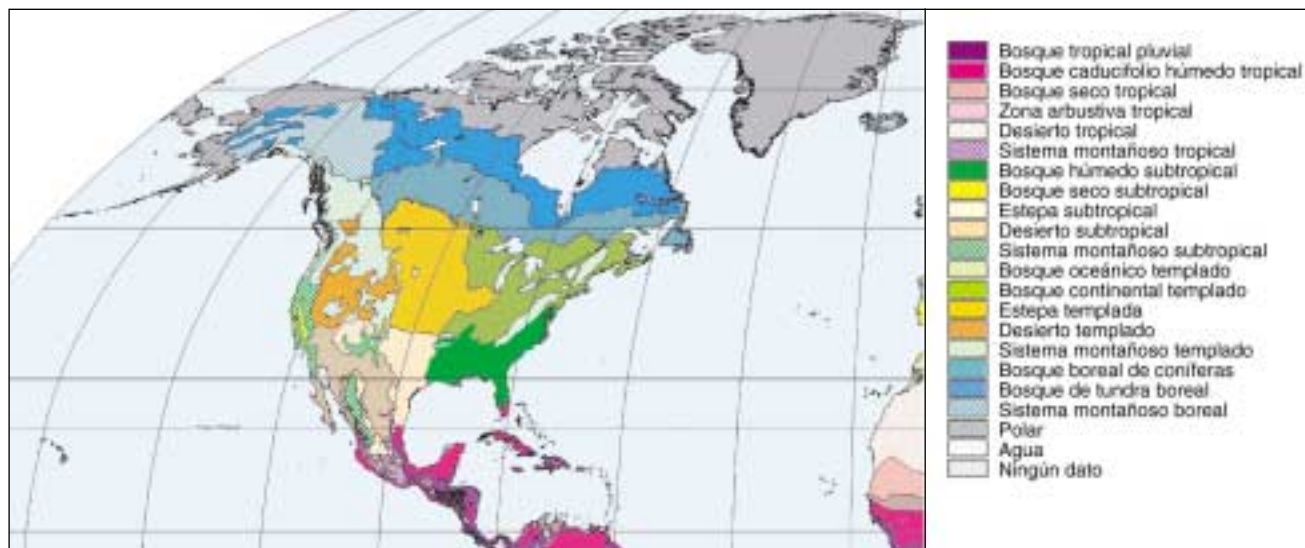 Bosque tropical pluvial
Bosque caducifolio húmedo tropical
Bosque seco tropical
Zona arbustiva tropical
Desierto tropical
Sistema montañoso tropical
Bosque húmedo subtropical
Bosque seco subtropical
Estepa subtropical
Desierto subtropical
Sistema montañoso subtropical
Bosque oceánico templado
Bosque continental templado
Estepa templada
Desierto templado
Sistema montañoso templado
Bosque boreal de coníferas
Bosque de tundra boreal
Sistema montañoso boreal
Polar
Agua
Ningún dato